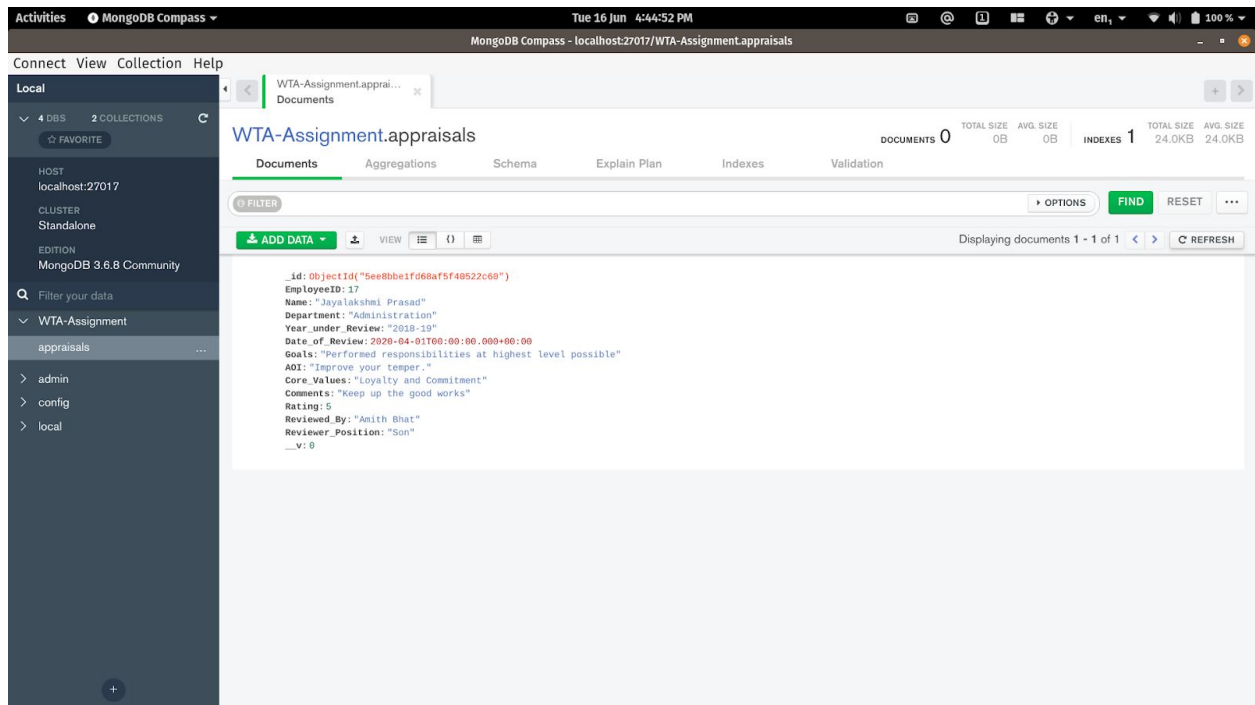 Activities MongoDB Compass Tue 16 Jun 4:44:52 PM en1 100 %
MongoDB Compass - localhost:27017/WTA-Assignment.appraisals
Connect View Collection Help
Local
4 DBS 2 COLLECTIONS
FAVORITE
HOST
localhost:27017
CLUSTER
Standalone
EDITION
MongoDB 3.6.8 Community
Filter your data
WTA-Assignment
appraisals ...
admin
config
local
+
WTA-Assignment.apprai...
Documents
WTA-Assignment.appraisals
DOCUMENTS 0 TOTAL SIZE 0B AVG. SIZE 0B INDEXES 1 TOTAL SIZE 24.0KB AVG. SIZE 24.0KB
Documents Aggregations Schema Explain Plan Indexes Validation
FILTER OPTIONS FIND RESET ...
ADD DATA VIEW {} Displaying documents 1 - 1 of 1 < > REFRESH
_id: ObjectId("5ee8bbe1fd68af5f40522c60")
EmployeeID: 17
Name: "Jayalakshmi Prasad"
Department: "Administration"
Year_under_Review: "2018-19"
Date_of_Review: 2020-04-01T00:00:00.000+00:00
Goals: "Performed responsibilities at highest level possible"
AOI: "Improve your temper."
Core_Values: "Loyalty and Commitment"
Comments: "Keep up the good works"
Rating: 5
Reviewed_By: "Amith Bhat"
Reviewer_Position: "Son"
__v: 0